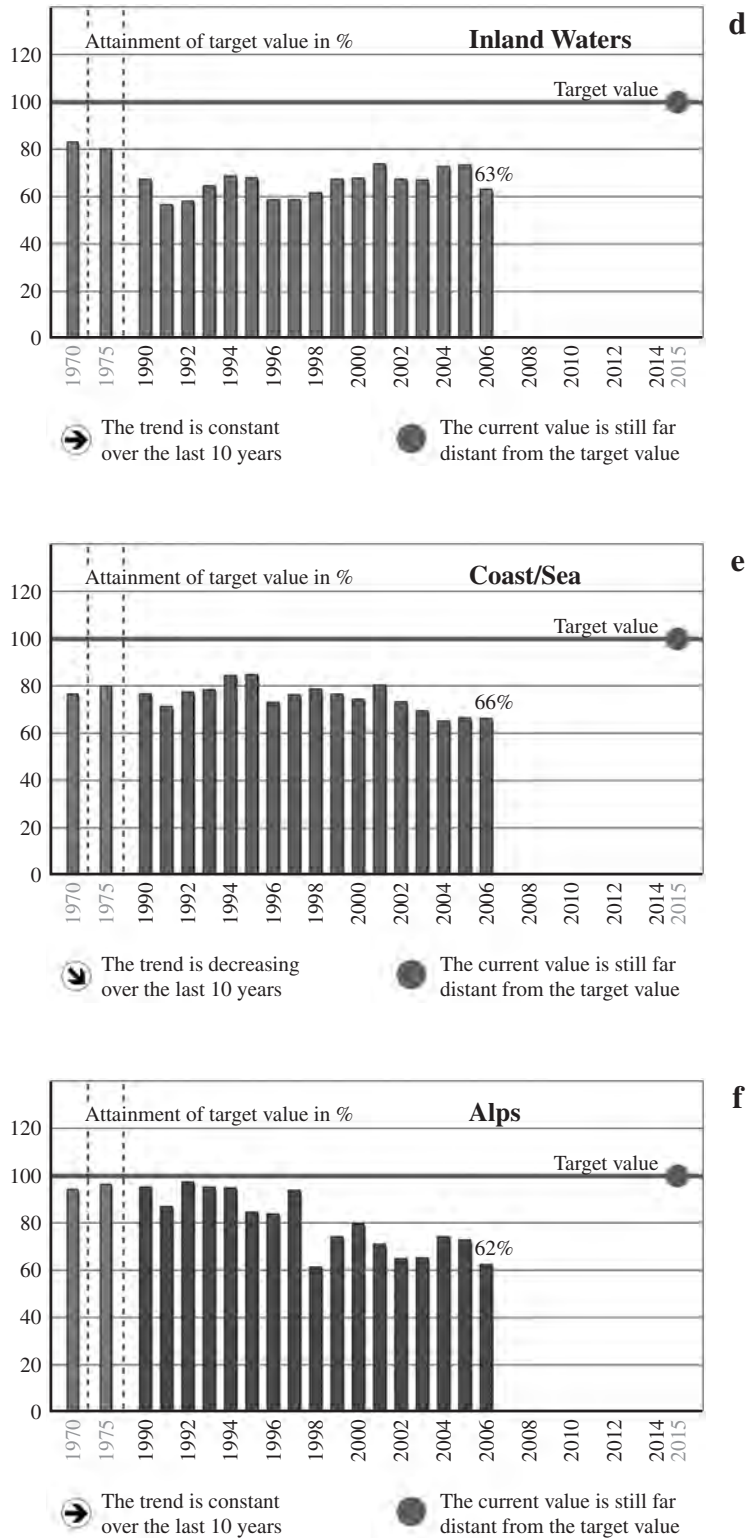 d
Attainment of target value in % Inland Waters
120
Target value
100
80
63%
60
40
20
0
1970 1975 1990 1992 1994 1996 1998 2000 2002 2004 2006 2008 2010 2012 2014 2015
The trend is constant
over the last 10 years
The current value is still far
distant from the target value
e
Attainment of target value in % Coast/Sea
120
Target value
100
80
66%
60
40
20
0
1970 1975 1990 1992 1994 1996 1998 2000 2002 2004 2006 2008 2010 2012 2014 2015
The trend is decreasing
over the last 10 years
The current value is still far
distant from the target value
f
Attainment of target value in % Alps
120
Target value
100
80
62%
60
40
20
0
1970 1975 1990 1992 1994 1996 1998 2000 2002 2004 2006 2008 2010 2012 2014 2015
The trend is constant
over the last 10 years
The current value is still far
distant from the target value